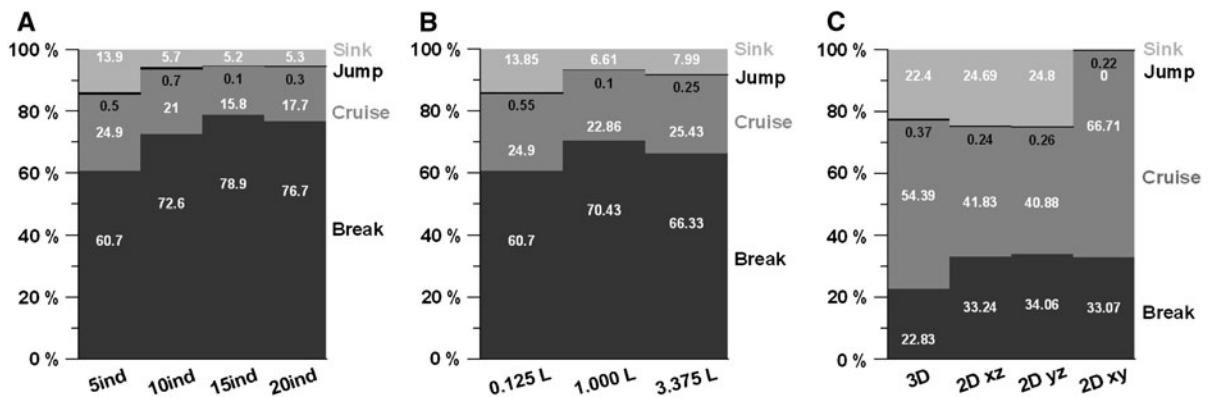 A
100 %
80 %
60 %
40 %
20 %
0 %
13.9 5.7 5.2 5.3
0.5 0.7 0.1 0.3
24.9 21 15.8 17.7
60.7 72.6 78.9 76.7
Sink
Jump
Cruise
Break
5ind 10ind 15ind 20ind
B
100 %
80 %
60 %
40 %
20 %
0 %
13.85 6.61 7.99
0.55 0.1 0.25
24.9 22.86 25.43
60.7 70.43 66.33
Sink
Jump
Cruise
Break
0.125 L 1.000 L 3.375 L
C
100 %
80 %
60 %
40 %
20 %
0 %
22.4 24.69 24.8 0
0.37 0.24 0.26 0.22
54.39 41.83 40.88 66.71
22.83 33.24 34.06 33.07
Sink
Jump
Cruise
Break
3D 2D xz 2D yz 2D xy